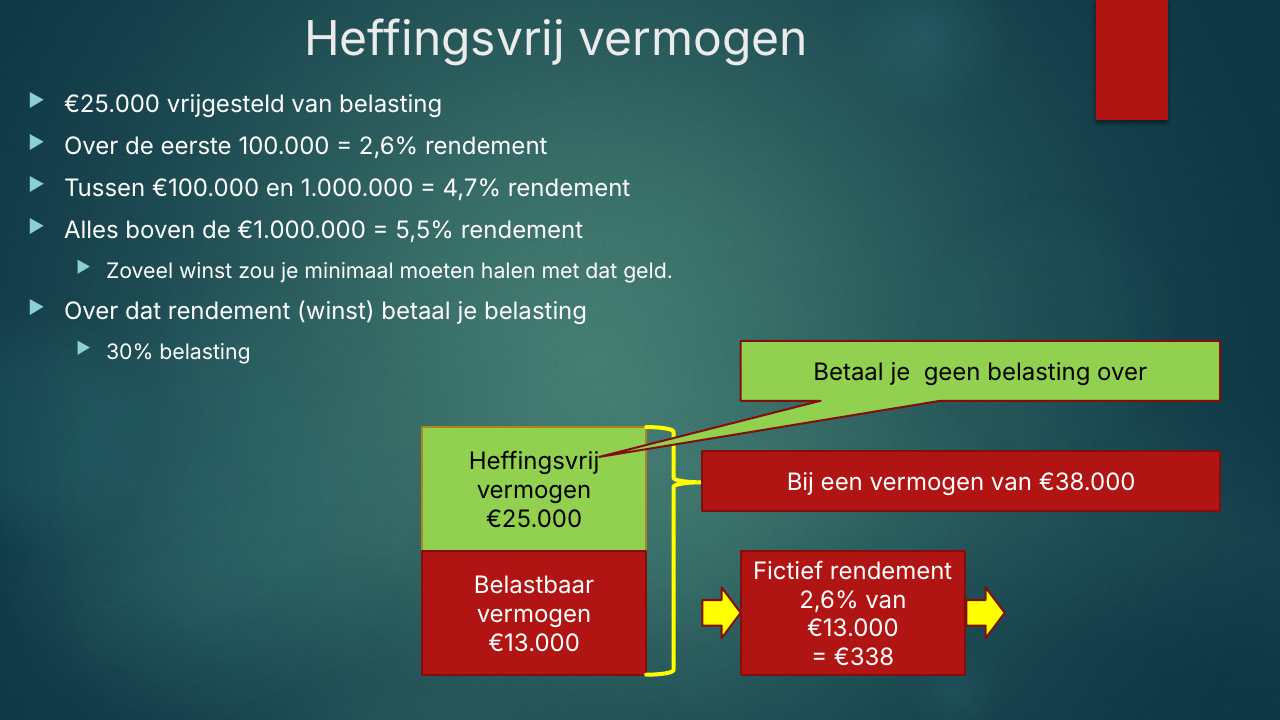 Heffingsvrij vermogen
€25.000 vrijgesteld van belasting
Over de eerste 100.000 = 2,6% rendement
Tussen €100.000 en 1.000.000 = 4,7% rendement
Alles boven de €1.000.000 = 5,5% rendement
Zoveel winst zou je minimaal moeten halen met dat geld.
Over dat rendement (winst) betaal je belasting
30% belasting
Betaal je  geen belasting over
Heffingsvrij
vermogen
€25.000
Bij een vermogen van €38.000
Belastbaar
vermogen
€13.000
Fictief rendement
2,6% van
€13.000
= €338